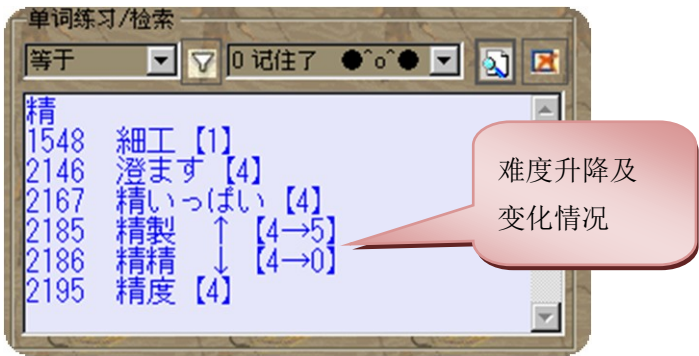 单词练习/检索
等于 0 记住了 ●^o^●
精
1548 細工【1】
2146 澄ます【4】
2167 精いっぱい【4】
2185 精製 ↑【4→5】
2186 精精 ↓【4→0】
2195 精度【4】
难度升降及
变化情况